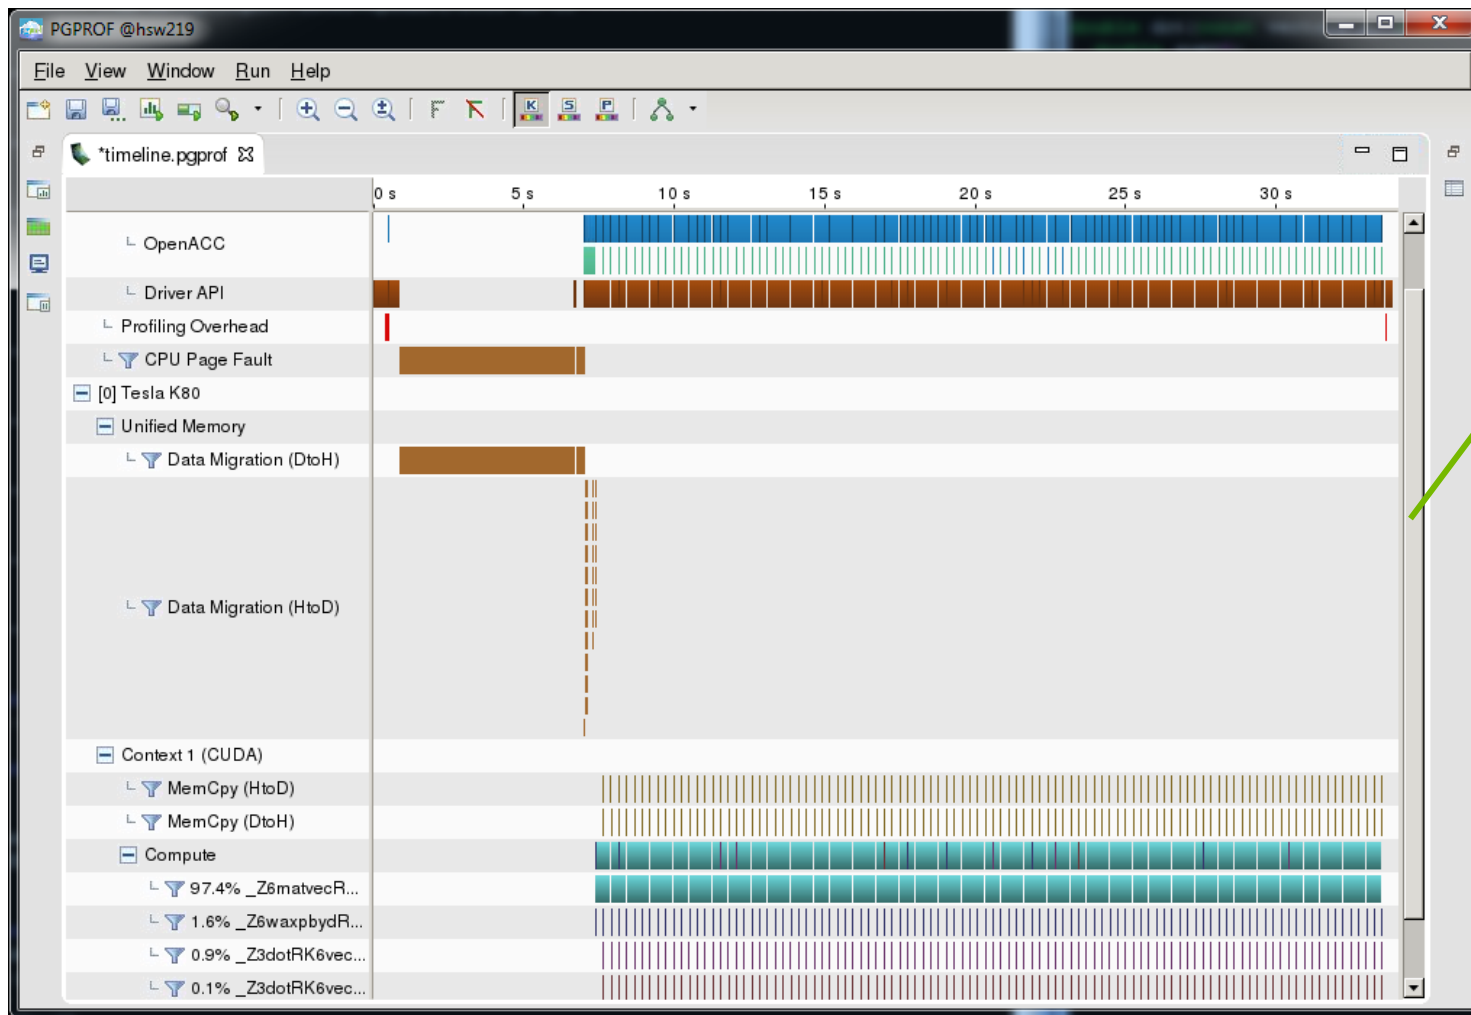 PGPROF @hsw219
File View Window Run Help
K S P
*timeline.pgprof
0 s 5 s 10 s 15 s 20 s 25 s 30 s
OpenACC
Driver API
Profiling Overhead
CPU Page Fault
[0] Tesla K80
Unified Memory
Data Migration (DtoH)
Data Migration (HtoD)
Context 1 (CUDA)
MemCpy (HtoD)
MemCpy (DtoH)
Compute
97.4% _Z6matvecR...
1.6% _Z6waxpbydR...
0.9% _Z3dotRK6vec...
0.1% _Z3dotRK6vec...